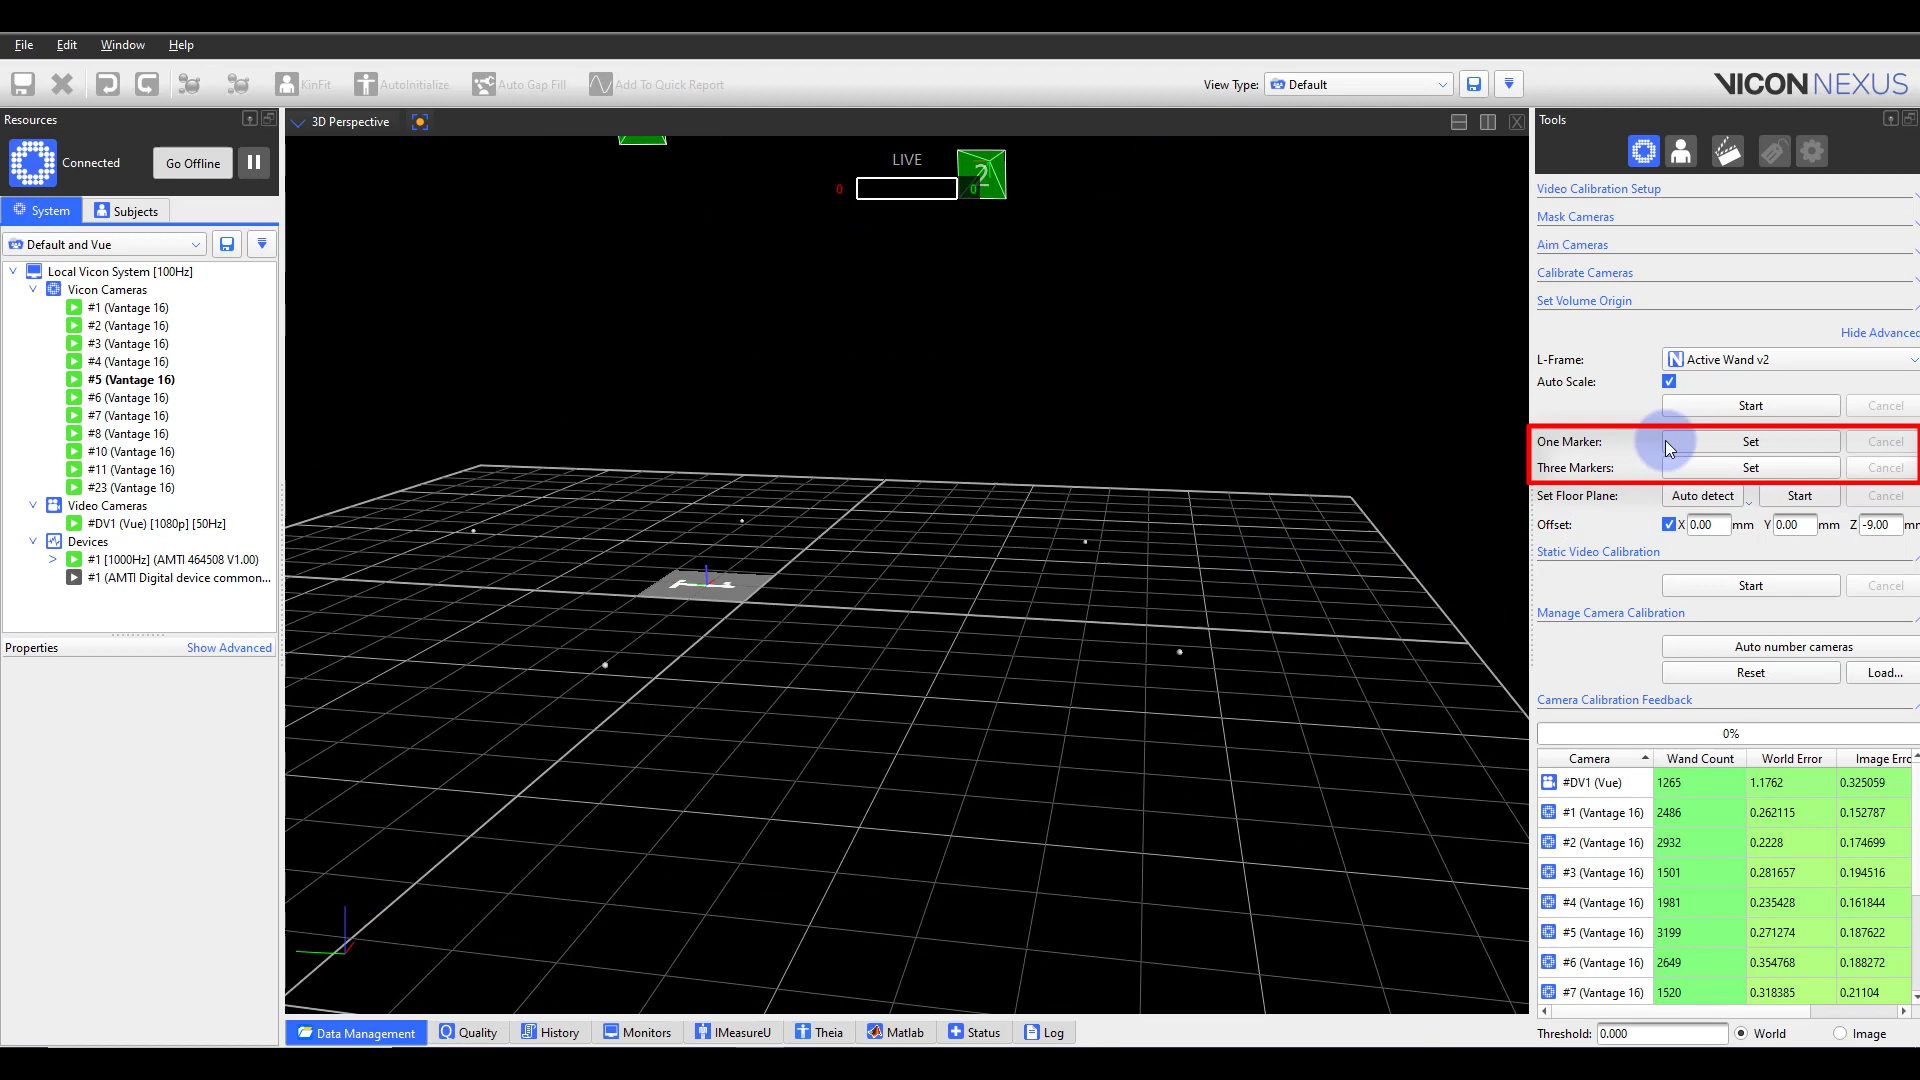 File Edit Window Help
KinFit AutoInitialize Auto Gap Fill Add To Quick Report View Type: Default VICON NEXUS
Resources
Connected Go Offline
System Subjects
Default and Vue
Local Vicon System [100Hz]
Vicon Cameras
#1 (Vantage 16)
#2 (Vantage 16)
#3 (Vantage 16)
#4 (Vantage 16)
#5 (Vantage 16)
#6 (Vantage 16)
#7 (Vantage 16)
#8 (Vantage 16)
#10 (Vantage 16)
#11 (Vantage 16)
#23 (Vantage 16)
Video Cameras
#DV1 (Vue) [1080p] [50Hz]
Devices
#1 [1000Hz] (AMTI 464508 V1.00)
#1 (AMTI Digital device common...
Properties Show Advanced
3D Perspective
LIVE
0 0
2
1
Data Management Quality History Monitors IMeasureU Theia Matlab Status Log
Tools
Video Calibration Setup
Mask Cameras
Aim Cameras
Calibrate Cameras
Set Volume Origin
Hide Advanced
L-Frame: Active Wand v2
Auto Scale:
Start Cancel
One Marker: Set Cancel
Three Markers: Set Cancel
Set Floor Plane: Auto detect Start Cancel
Offset: X 0.00 mm Y 0.00 mm Z -9.00 mm
Static Video Calibration
Start Cancel
Manage Camera Calibration
Auto number cameras
Reset Load...
Camera Calibration Feedback
0%
Camera Wand Count World Error Image Erro
#DV1 (Vue) 1265 1.1762 0.325059
#1 (Vantage 16) 2486 0.262115 0.152787
#2 (Vantage 16) 2932 0.2228 0.174699
#3 (Vantage 16) 1501 0.281657 0.194516
#4 (Vantage 16) 1981 0.235428 0.161844
#5 (Vantage 16) 3199 0.271274 0.187622
#6 (Vantage 16) 2649 0.354768 0.188272
#7 (Vantage 16) 1520 0.318385 0.21104
Threshold: 0.000 World Image